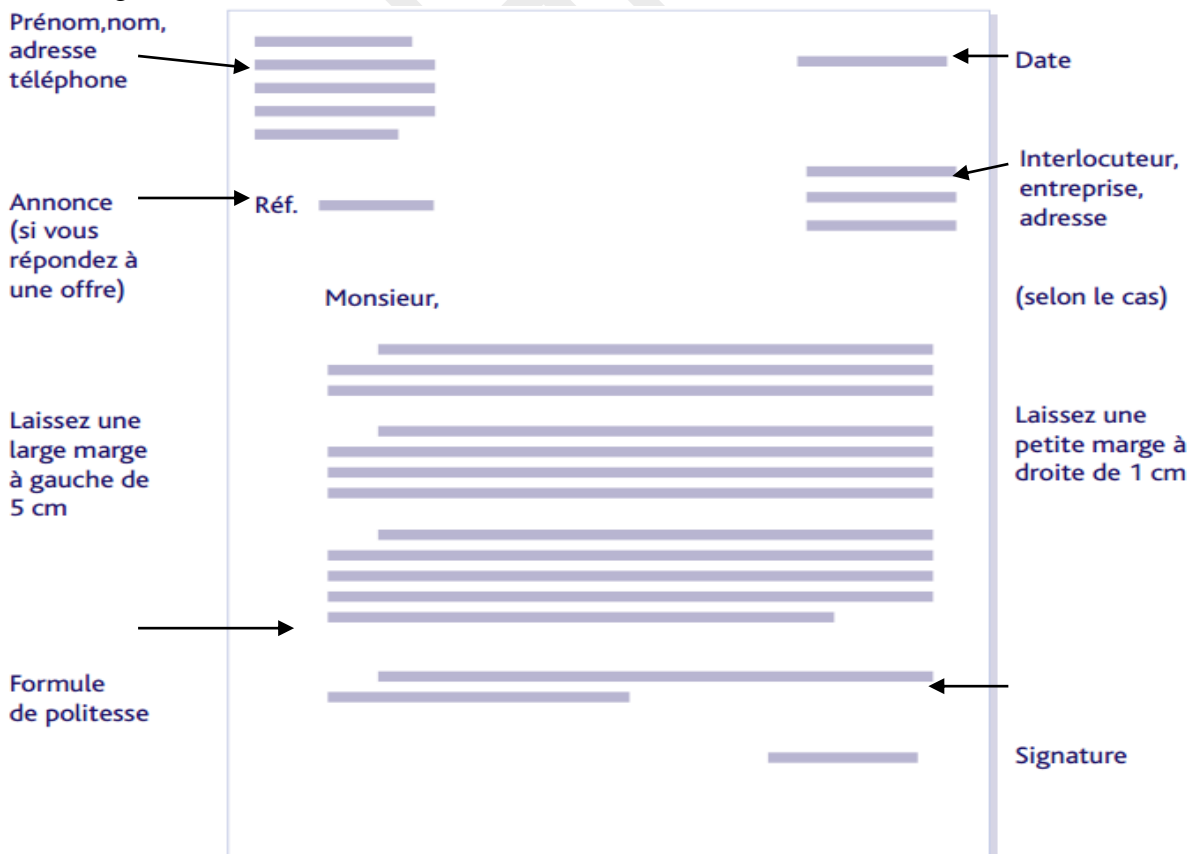 Prénom,nom,
adresse
téléphone
Date
Interlocuteur,
entreprise,
adresse
Annonce
(si vous
répondez à
une offre)
Réf.
Monsieur,
(selon le cas)
Laissez une
large marge
à gauche de
5 cm
Laissez une
petite marge à
droite de 1 cm
Formule
de politesse
Signature